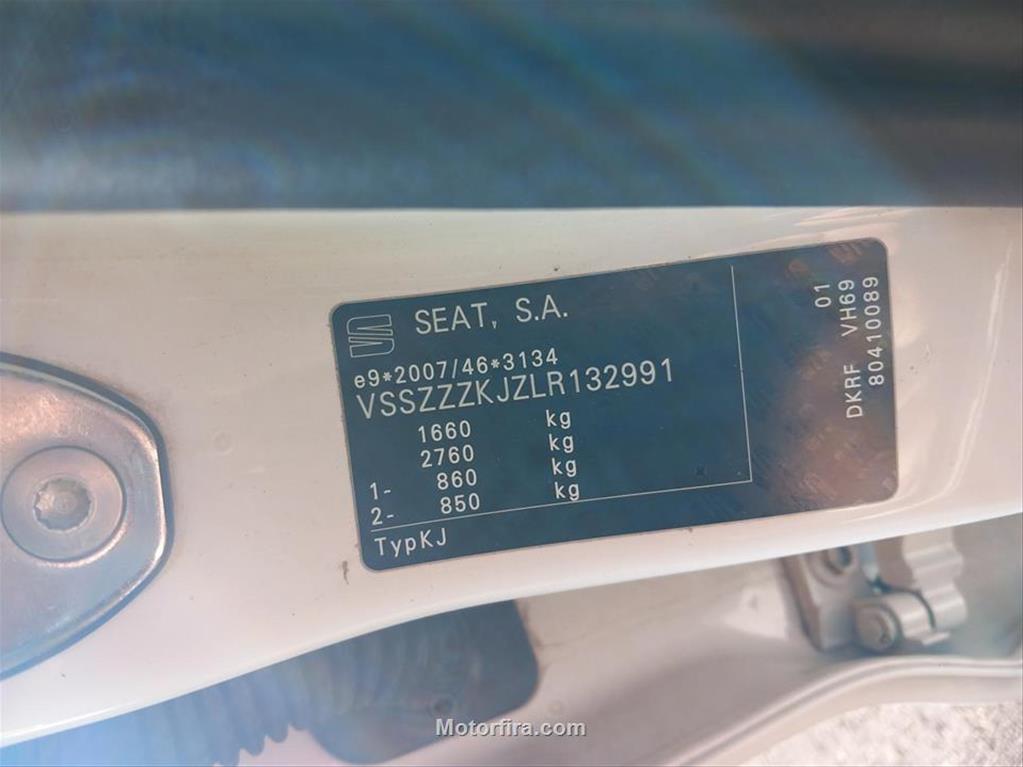 SEAT, S.A.
e9*2007/46*3134
VSSZZZKJZLR132991
1660 kg
2760 kg
1- 860 kg
2- 850 kg
TypKJ
01
DKRF VH69
80410089
Motorfira.com